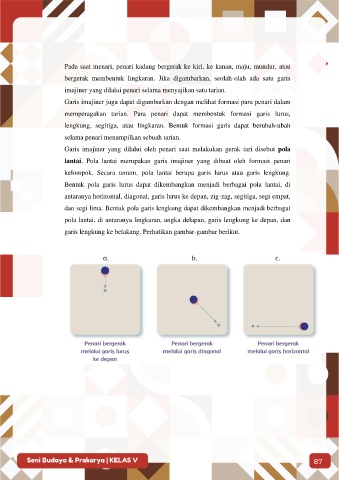 Pada saat menari, penari kadang bergerak ke kiri, ke kanan, maju, mundur, atau
bergerak membentuk lingkaran. Jika digambarkan, seolah-olah ada satu garis
imajiner yang dilalui penari selama menyajikan satu tarian.
Garis imajiner juga dapat digambarkan dengan melihat formasi para penari dalam
memperagakan tarian. Para penari dapat membentuk formasi garis lurus,
lengkung, segitiga, atau lingkaran. Bentuk formasi garis dapat berubah-ubah
selama penari menampilkan sebuah tarian.
Garis imajiner yang dilalui oleh penari saat melakukan gerak tari disebut pola
lantai. Pola lantai merupakan garis imajiner yang dibuat oleh formasi penari
kelompok. Secara umum, pola lantai berupa garis lurus atau garis lengkung.
Bentuk pola garis lurus dapat dikembangkan menjadi berbagai pola lantai, di
antaranya horizontal, diagonal, garis lurus ke depan, zig-zag, segitiga, segi empat,
dan segi lima. Bentuk pola garis lengkung dapat dikembangkan menjadi berbagai
pola lantai, di antaranya lingkaran, angka delapan, garis lengkung ke depan, dan
garis lengkung ke belakang. Perhatikan gambar-gambar berikut.
a. b. c.
Penari bergerak
melalui garis lurus
ke depan
Penari bergerak
melalui garis diagonal
Penari bergerak
melalui garis horizontal
Seni Budaya & Prakarya | KELAS V 87